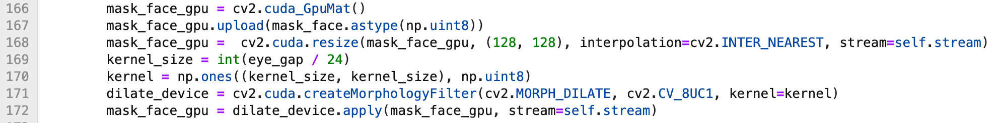 166 mask_face_gpu = cv2.cuda_GpuMat()
167 mask_face_gpu.upload(mask_face.astype(np.uint8))
168 mask_face_gpu =  cv2.cuda.resize(mask_face_gpu, (128, 128), interpolation=cv2.INTER_NEAREST, stream=self.stream)
169 kernel_size = int(eye_gap / 24)
170 kernel = np.ones((kernel_size, kernel_size), np.uint8)
171 dilate_device = cv2.cuda.createMorphologyFilter(cv2.MORPH_DILATE, cv2.CV_8UC1, kernel=kernel)
172 mask_face_gpu = dilate_device.apply(mask_face_gpu, stream=self.stream)